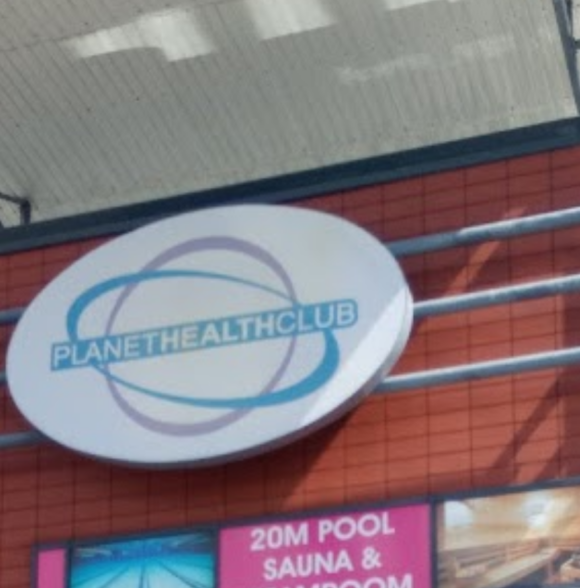 PLANETHEALTHCLUB
20M POOL
SAUNA &